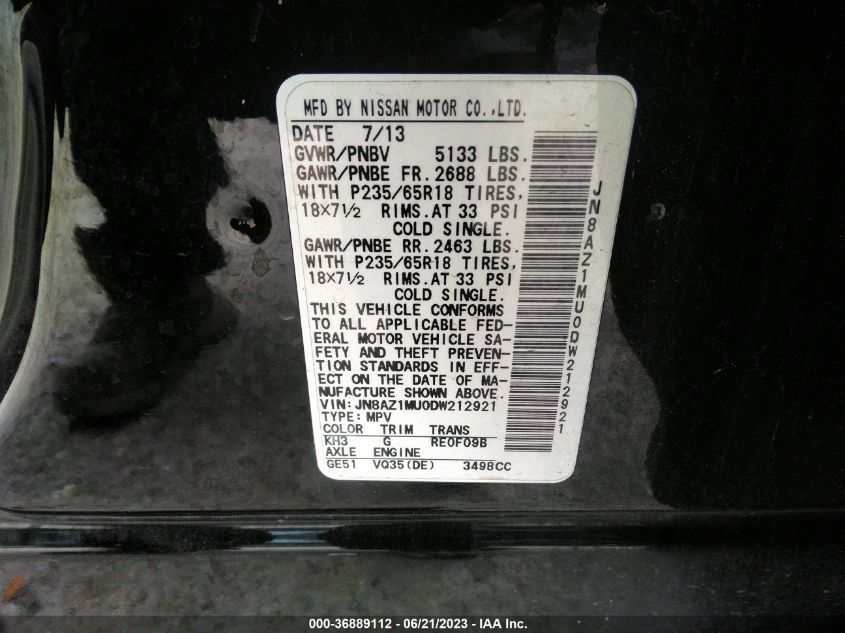 MFD BY NISSAN MOTOR CO.,LTD.
DATE 7/13
GVWR/PNBV 5133 LBS.
GAWR/PNBE FR. 2688 LBS.
WITH P235/65R18 TIRES,
18X7½ RIMS. AT 33 PSI
COLD SINGLE.
GAWR/PNBE RR. 2463 LBS.
WITH P235/65R18 TIRES,
18X7½ RIMS. AT 33 PSI
COLD SINGLE.
THIS VEHICLE CONFORMS
TO ALL APPLICABLE FED-
ERAL MOTOR VEHICLE SA-
FETY AND THEFT PREVEN-
TION STANDARDS IN EFF-
ECT ON THE DATE OF MA-
NUFACTURE SHOWN ABOVE.
VIN: JN8AZ1MU0DW212921
TYPE: MPV
COLOR TRIM TRANS
KH3 G RE0F09B
AXLE ENGINE
GE51 VQ35(DE) 3498CC
JN8AZ1MU0DW212921
000-36889112 - 06/21/2023 - IAA Inc.